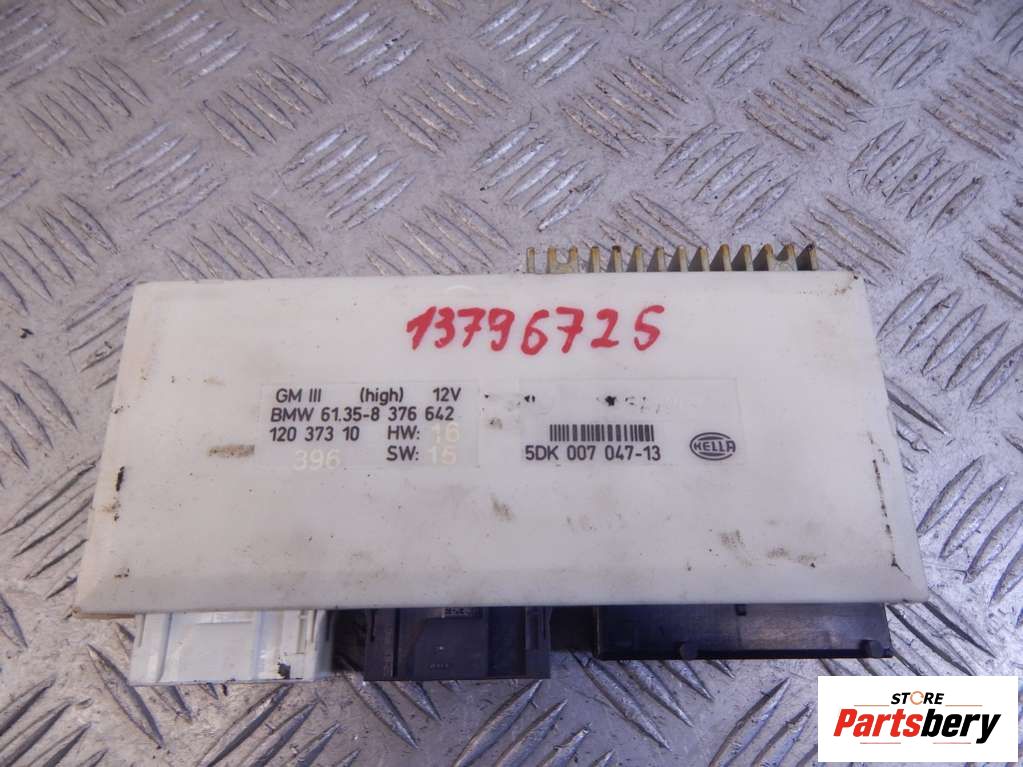 13796725
GM III (high) 12V
BMW 61.35-8 376 642
120 373 10 HW: 16
396 SW: 15
5DK 007 047-13
HELLA
STORE
Partsbery